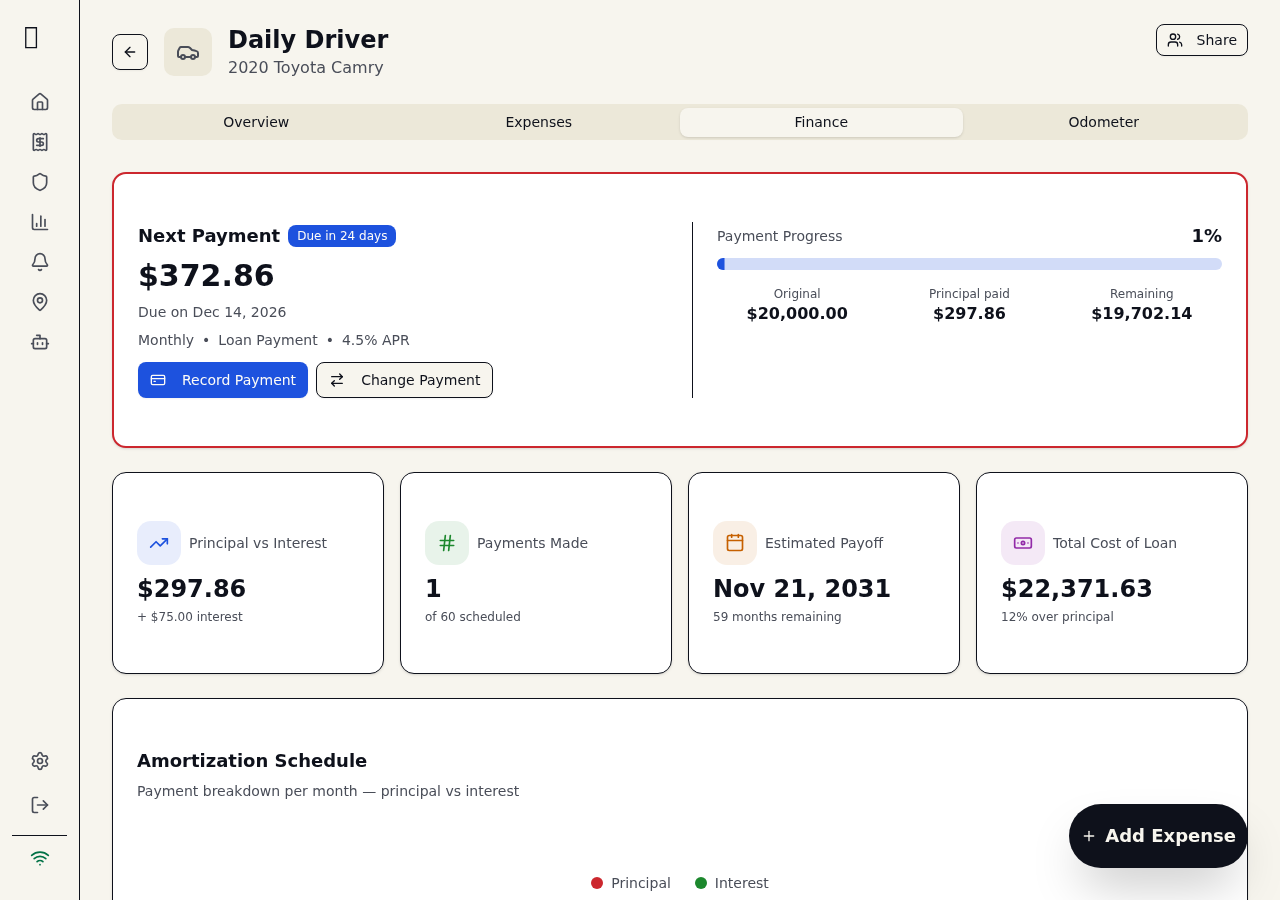 Daily Driver
2020 Toyota Camry
Share
Overview
Expenses
Finance
Odometer
Next Payment
Due in 24 days
$372.86
Due on Dec 14, 2026
Monthly • Loan Payment • 4.5% APR
Record Payment
Change Payment
Payment Progress
1%
Original
Principal paid
Remaining
$20,000.00
$297.86
$19,702.14
Principal vs Interest
$297.86
+ $75.00 interest
Payments Made
1
of 60 scheduled
Estimated Payoff
Nov 21, 2031
59 months remaining
Total Cost of Loan
$22,371.63
12% over principal
Amortization Schedule
Payment breakdown per month — principal vs interest
Principal
Interest
Add Expense